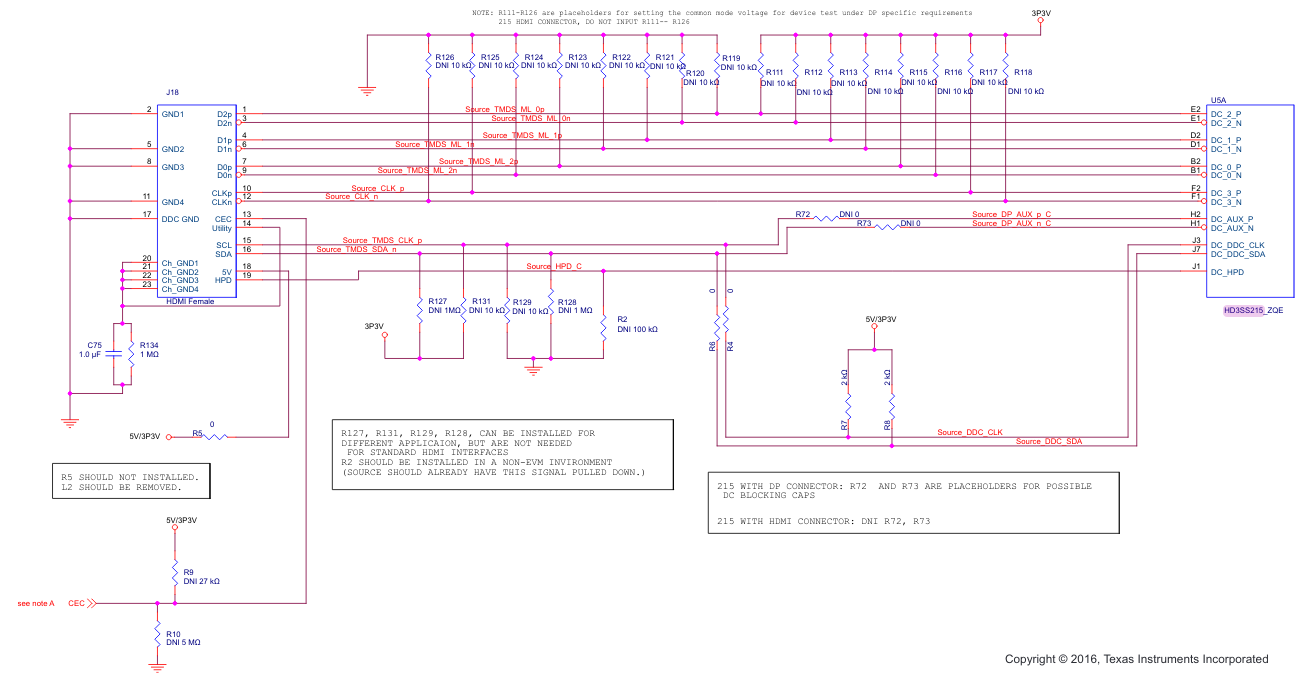 NOTE: R111-R126 are placeholders for setting the common mode voltage for device test under DP specific requirements
215 HDMI CONNECTOR, DO NOT INPUT R111-- R126
3P3V
R126
DNI 10 kΩ
R125
DNI 10 kΩ
R124
DNI 10 kΩ
R123
DNI 10 kΩ
R122
DNI 10 kΩ
R121
DNI 10 kΩ
R120
DNI 10 kΩ
R119
DNI 10 kΩ
R111
DNI 10 kΩ
R112
DNI 10 kΩ
R113
DNI 10 kΩ
R114
DNI 10 kΩ
R115
DNI 10 kΩ
R116
DNI 10 kΩ
R117
DNI 10 kΩ
R118
DNI 10 kΩ
J18
2 GND1
5 GND2
8 GND3
11 GND4
17 DDC GND
20 Ch_GND1
21 Ch_GND2
22 Ch_GND3
23 Ch_GND4
D2p 1
D2n 3
D1p 4
D1n 6
D0p 7
D0n 9
CLKp 10
CLKn 12
CEC 13
Utility 14
SCL 15
SDA 16
5V 18
HPD 19
HDMI Female
Source_TMDS_ML_0p
Source_TMDS_ML_0n
Source_TMDS_ML_1p
Source_TMDS_ML_1n
Source_TMDS_ML_2p
Source_TMDS_ML_2n
Source_CLK_p
Source_CLK_n
Source_TMDS_CLK_p
Source_TMDS_SDA_n
Source_HPD_C
R72 DNI 0
R73 DNI 0
Source_DP_AUX_p_C
Source_DP_AUX_n_C
U5A
E2 DC_2_P
E1 DC_2_N
D2 DC_1_P
D1 DC_1_N
B2 DC_0_P
B1 DC_0_N
F2 DC_3_P
F1 DC_3_N
H2 DC_AUX_P
H1 DC_AUX_N
J3 DC_DDC_CLK
J7 DC_DDC_SDA
J1 DC_HPD
HD3SS215_ZQE
R127
DNI 1MΩ
R131
DNI 10 kΩ
R129
DNI 10 kΩ
R128
DNI 1 MΩ
R2
DNI 100 kΩ
3P3V
0
R6
0
R4
5V/3P3V
2 kΩ
R7
2 kΩ
R8
Source_DDC_CLK
Source_DDC_SDA
C75
1.0 µF
R134
1 MΩ
5V/3P3V
R5
0
R5 SHOULD NOT INSTALLED.
L2 SHOULD BE REMOVED.
R127, R131, R129, R128, CAN BE INSTALLED FOR
DIFFERENT APPLICAION, BUT ARE NOT NEEDED
FOR STANDARD HDMI INTERFACES
R2 SHOULD BE INSTALLED IN A NON-EVM INVIRONMENT
(SOURCE SHOULD ALREADY HAVE THIS SIGNAL PULLED DOWN.)
215 WITH DP CONNECTOR: R72 AND R73 ARE PLACEHOLDERS FOR POSSIBLE
DC BLOCKING CAPS
215 WITH HDMI CONNECTOR: DNI R72, R73
5V/3P3V
R9
DNI 27 kΩ
see note A CEC
R10
DNI 5 MΩ
Copyright © 2016, Texas Instruments Incorporated